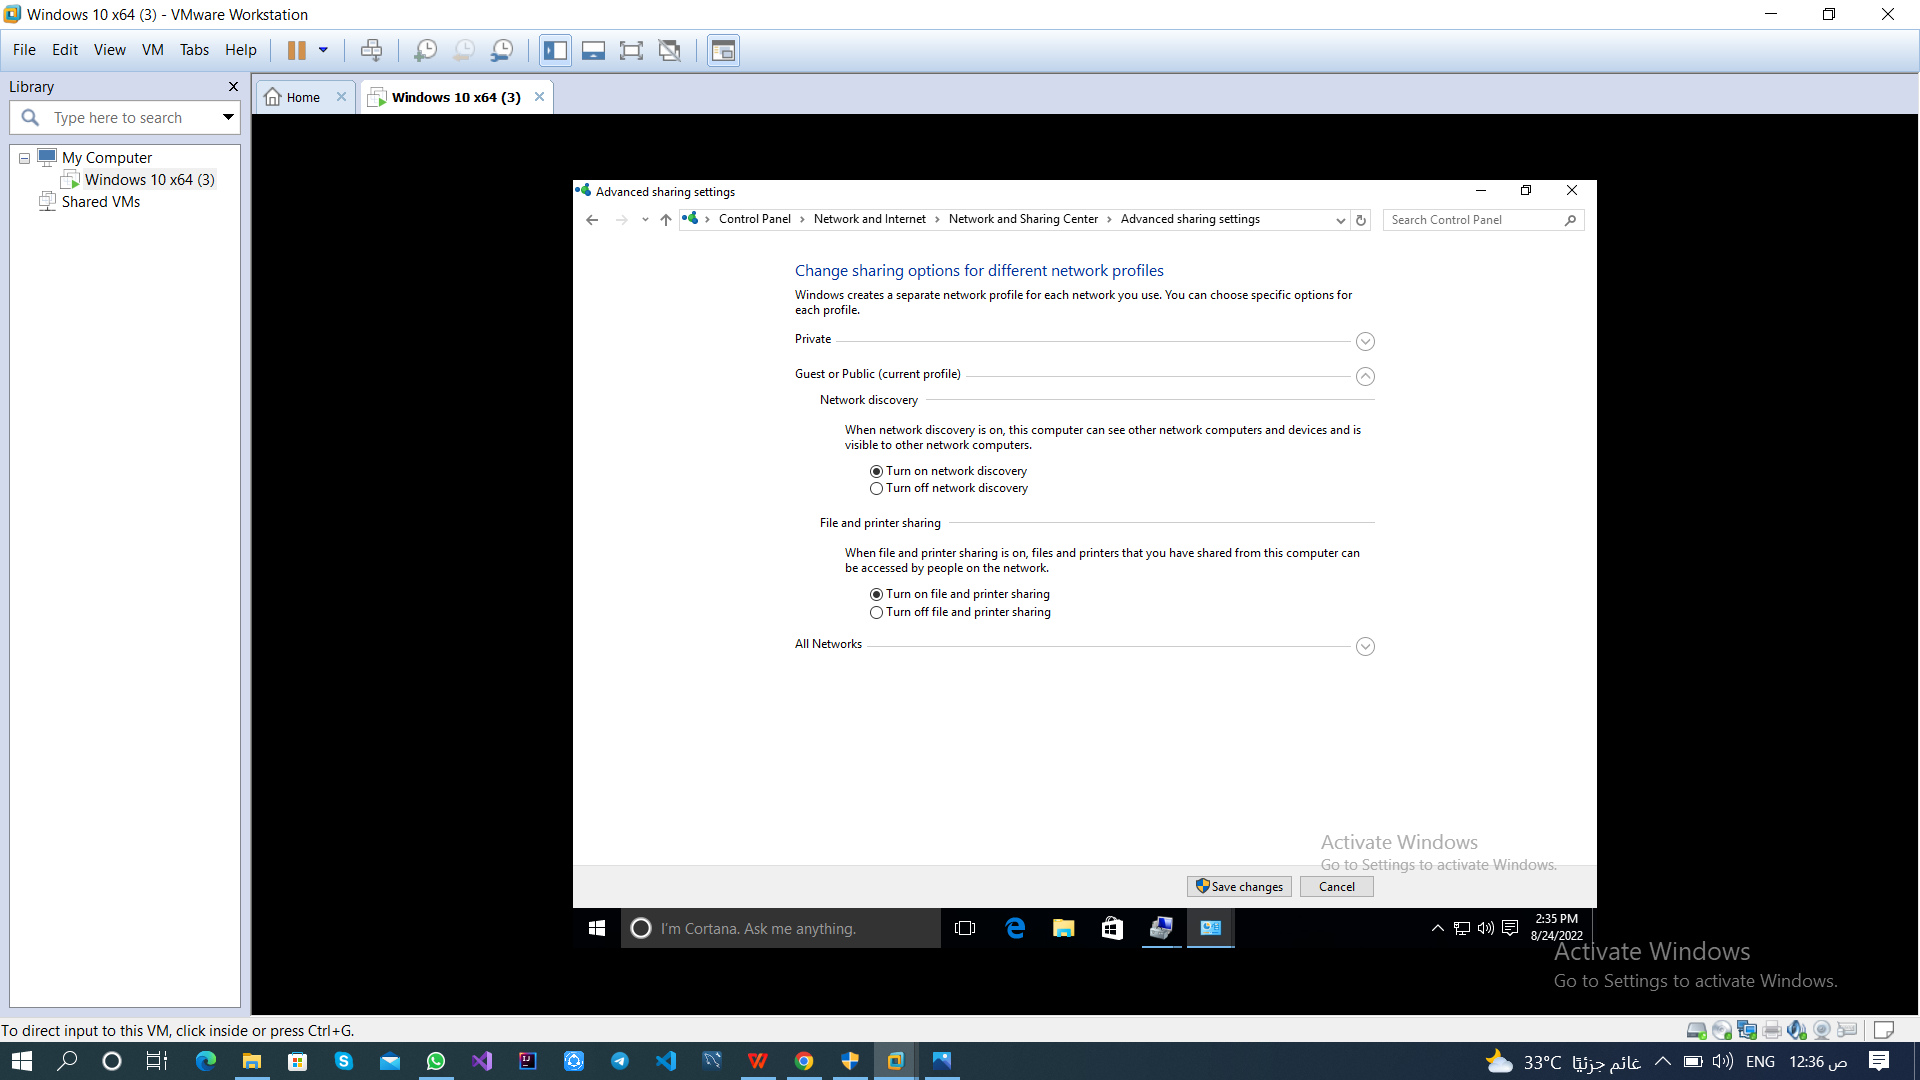 Windows 10 x64 (3) - VMware Workstation
File Edit View VM Tabs Help
Library
Type here to search
My Computer
Windows 10 x64 (3)
Shared VMs
Home
Windows 10 x64 (3)
Advanced sharing settings
Control Panel Network and Internet Network and Sharing Center Advanced sharing settings
Search Control Panel
Change sharing options for different network profiles
Windows creates a separate network profile for each network you use. You can choose specific options for
each profile.
Private
Guest or Public (current profile)
Network discovery
When network discovery is on, this computer can see other network computers and devices and is
visible to other network computers.
Turn on network discovery
Turn off network discovery
File and printer sharing
When file and printer sharing is on, files and printers that you have shared from this computer can
be accessed by people on the network.
Turn on file and printer sharing
Turn off file and printer sharing
All Networks
Activate Windows
Go to Settings to activate Windows.
Save changes
Cancel
I'm Cortana. Ask me anything.
2:35 PM
8/24/2022
Activate Windows
Go to Settings to activate Windows.
To direct input to this VM, click inside or press Ctrl+G.
33°C غائم جزئيًا
ENG
12:36 ص